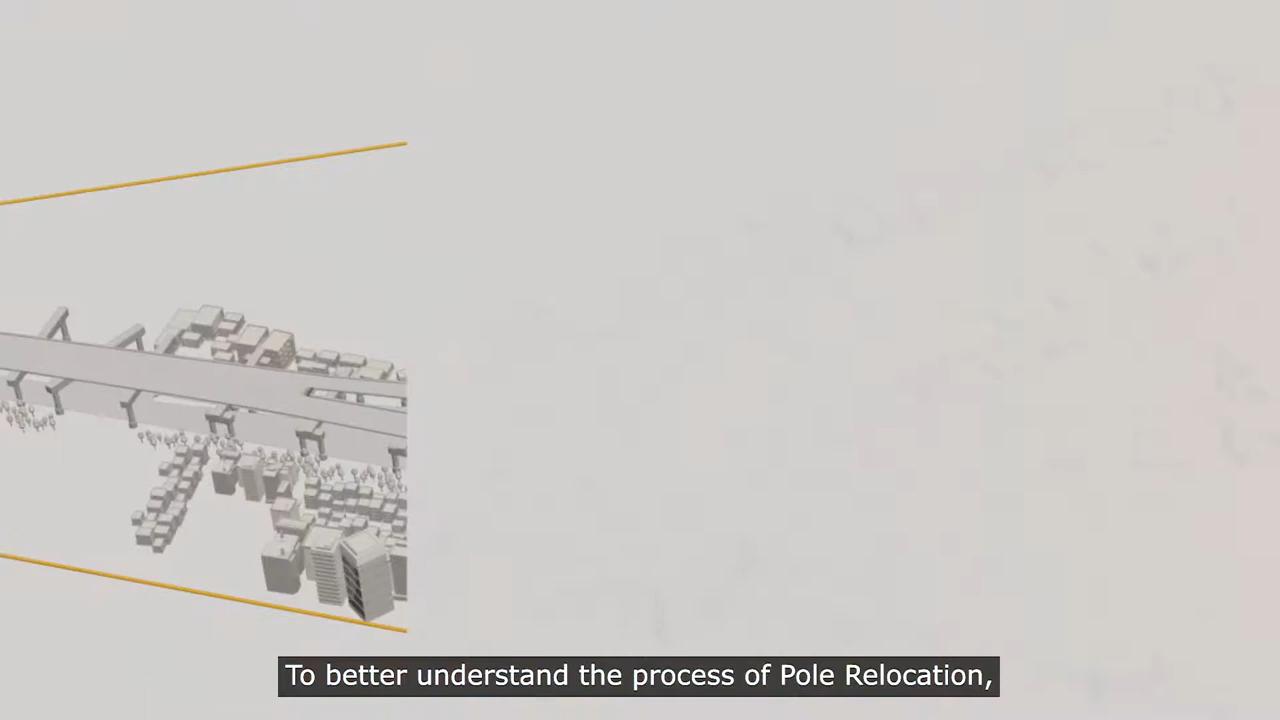 To better understand the process of Pole Relocation,